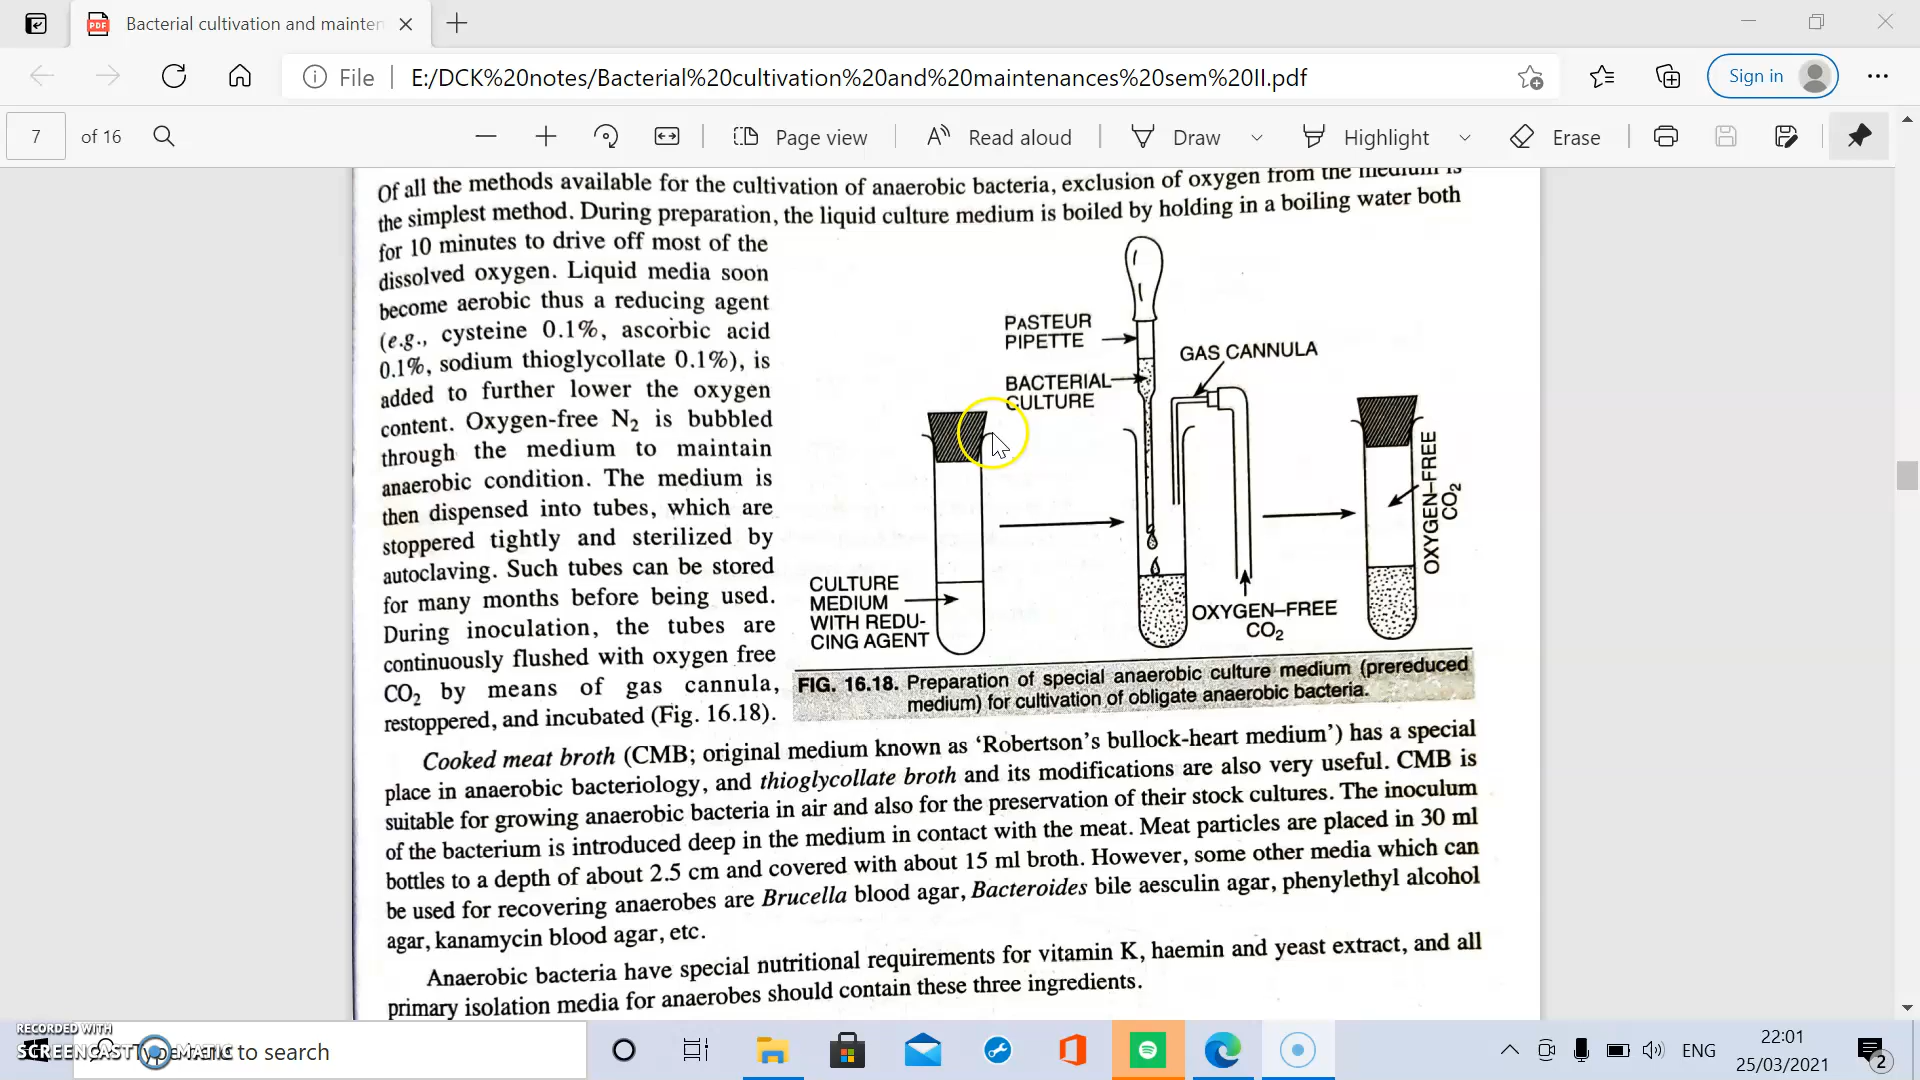 Bacterial cultivation and mainten
File
E:/DCK%20notes/Bacterial%20cultivation%20and%20maintenances%20sem%20II.pdf
Sign in
7
of 16
Page view
Read aloud
Draw
Highlight
Erase
Of all the methods available for the cultivation of anaerobic bacteria, exclusion of oxygen from the medium is
the simplest method. During preparation, the liquid culture medium is boiled by holding in a boiling water both
for 10 minutes to drive off most of the
dissolved oxygen. Liquid media soon
become aerobic thus a reducing agent
(e.g., cysteine 0.1%, ascorbic acid
0.1%, sodium thioglycollate 0.1%), is
added to further lower the oxygen
content. Oxygen-free N₂ is bubbled
through the medium to maintain
anaerobic condition. The medium is
then dispensed into tubes, which are
stoppered tightly and sterilized by
autoclaving. Such tubes can be stored
for many months before being used.
During inoculation, the tubes are
continuously flushed with oxygen free
CO₂ by means of gas cannula,
restoppered, and incubated (Fig. 16.18).
PASTEUR
PIPETTE
BACTERIAL
CULTURE
GAS CANNULA
CULTURE
MEDIUM
WITH REDU-
CING AGENT
OXYGEN–FREE
CO₂
OXYGEN–FREE
CO₂
FIG. 16.18. Preparation of special anaerobic culture medium (prereduced
medium) for cultivation of obligate anaerobic bacteria.
Cooked meat broth (CMB; original medium known as ‘Robertson’s bullock-heart medium’) has a special
place in anaerobic bacteriology, and thioglycollate broth and its modifications are also very useful. CMB is
suitable for growing anaerobic bacteria in air and also for the preservation of their stock cultures. The inoculum
of the bacterium is introduced deep in the medium in contact with the meat. Meat particles are placed in 30 ml
bottles to a depth of about 2.5 cm and covered with about 15 ml broth. However, some other media which can
be used for recovering anaerobes are Brucella blood agar, Bacteroides bile aesculin agar, phenylethyl alcohol
agar, kanamycin blood agar, etc.
Anaerobic bacteria have special nutritional requirements for vitamin K, haemin and yeast extract, and all
primary isolation media for anaerobes should contain these three ingredients.
RECORDED WITH
SCREENCAST MATIC
Type here to search
ENG
22:01
25/03/2021
2